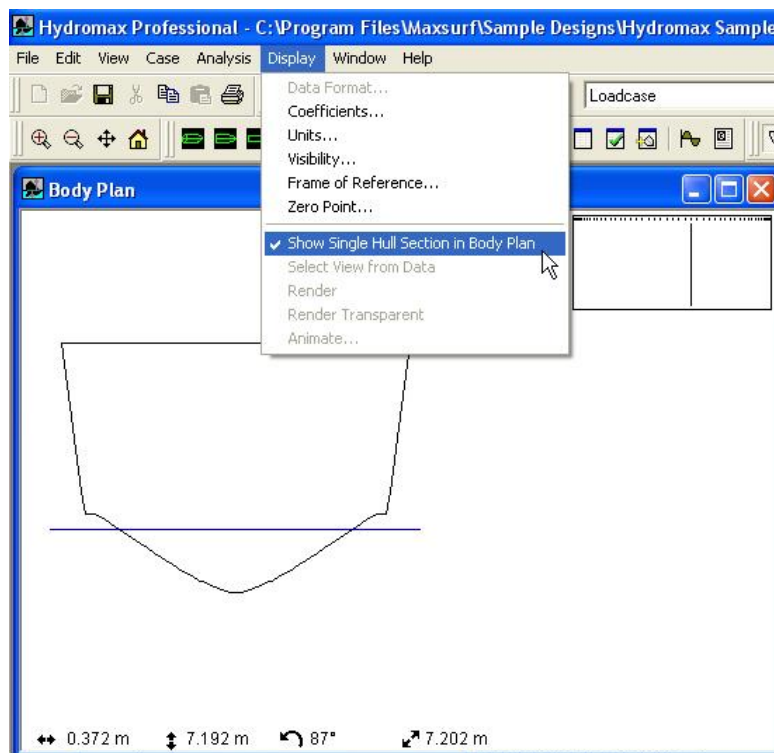 Hydromax Professional - C:\Program Files\Maxsurf\Sample Designs\Hydromax Sample
File Edit View Case Analysis Display Window Help
Data Format...
Coefficients...
Units...
Visibility...
Frame of Reference...
Zero Point...
Show Single Hull Section in Body Plan
Select View from Data
Render
Render Transparent
Animate...
Loadcase
Body Plan
0.372 m 7.192 m 87° 7.202 m